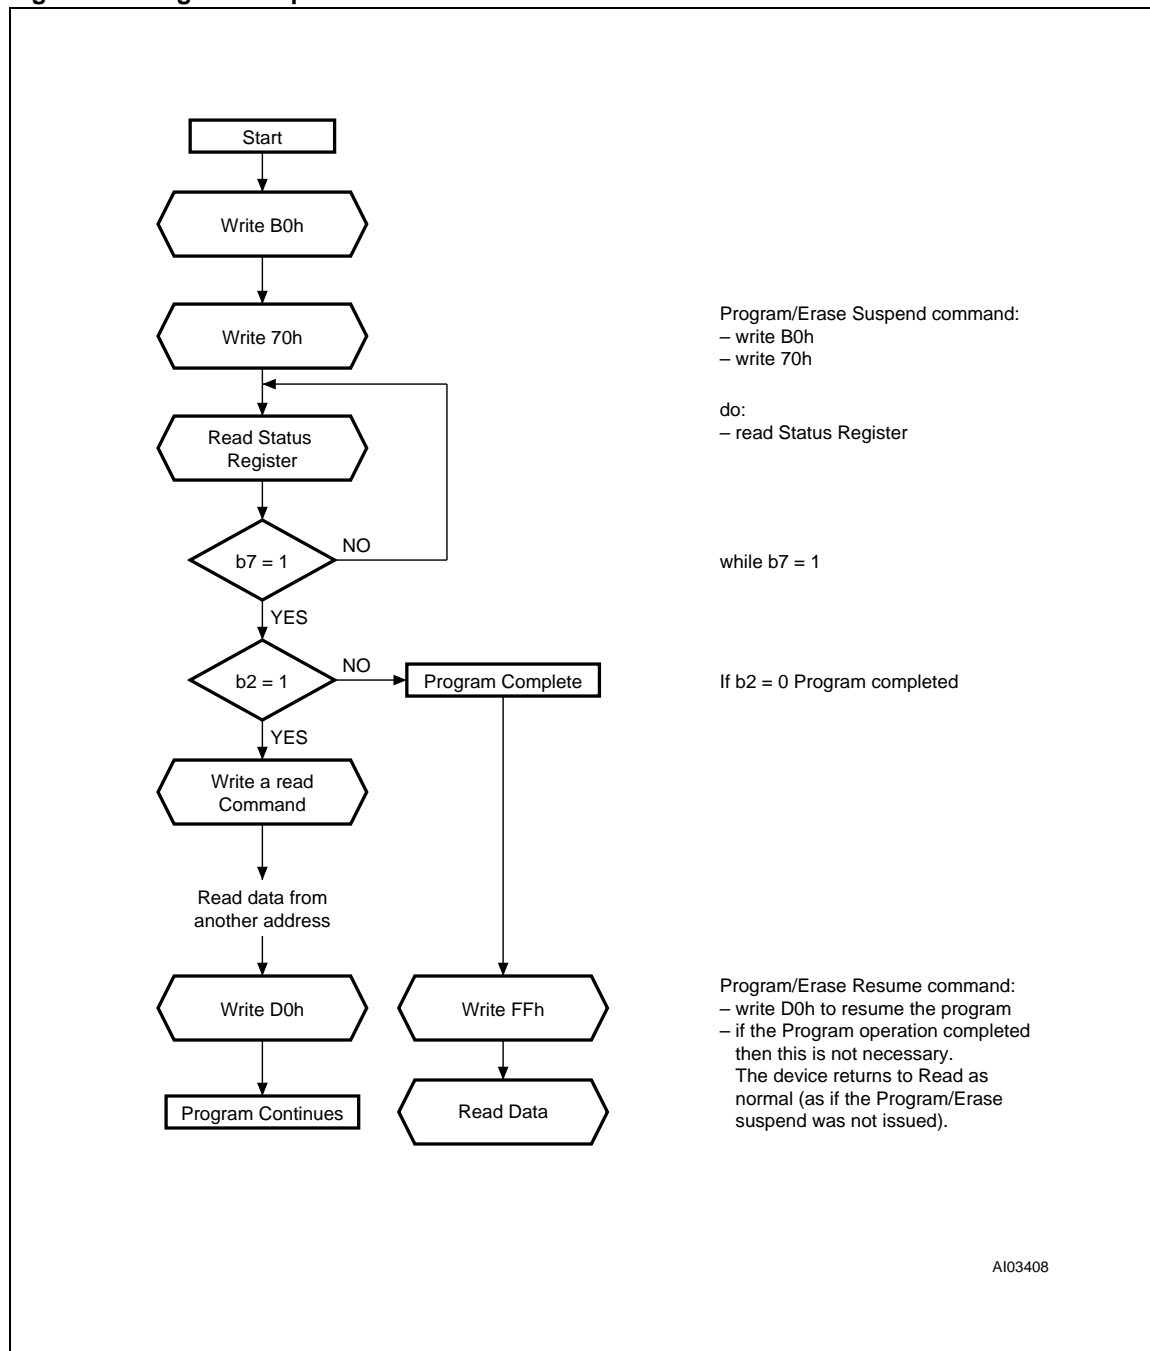 Start
Write B0h
Write 70h
Program/Erase Suspend command:
– write B0h
– write 70h
do:
– read Status Register
Read Status
Register
NO
b7 = 1
while b7 = 1
YES
NO
b2 = 1
Program Complete
If b2 = 0 Program completed
YES
Write a read
Command
Read data from
another address
Write D0h
Write FFh
Program/Erase Resume command:
– write D0h to resume the program
– if the Program operation completed
then this is not necessary.
The device returns to Read as
normal (as if the Program/Erase
suspend was not issued).
Program Continues
Read Data
AI03408